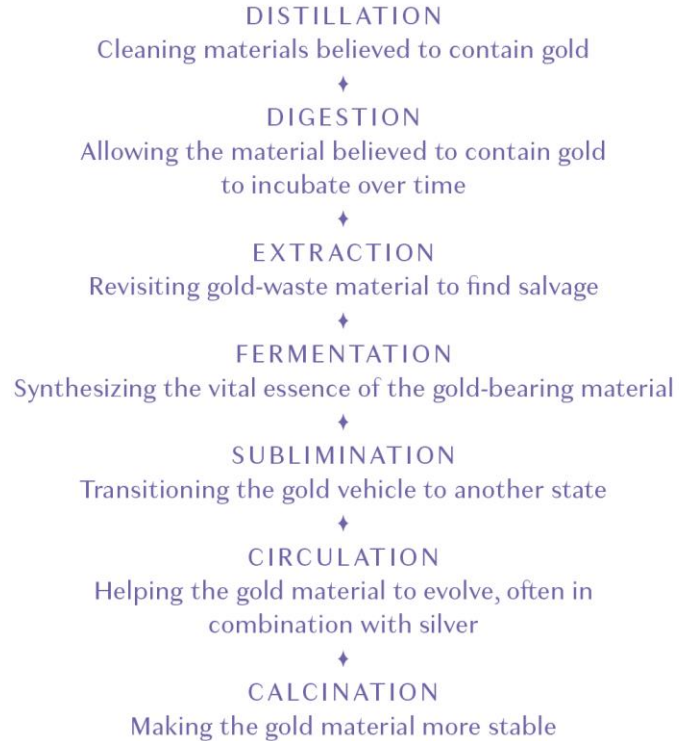 DISTILLATION
Cleaning materials believed to contain gold
DIGESTION
Allowing the material believed to contain gold
to incubate over time
EXTRACTION
Revisiting gold-waste material to find salvage
FERMENTATION
Synthesizing the vital essence of the gold-bearing material
SUBLIMINATION
Transitioning the gold vehicle to another state
CIRCULATION
Helping the gold material to evolve, often in
combination with silver
CALCINATION
Making the gold material more stable